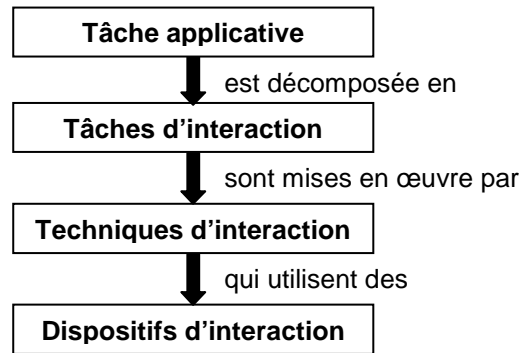 Tâche applicative
est décomposée en
Tâches d’interaction
sont mises en œuvre par
Techniques d’interaction
qui utilisent des
Dispositifs d’interaction